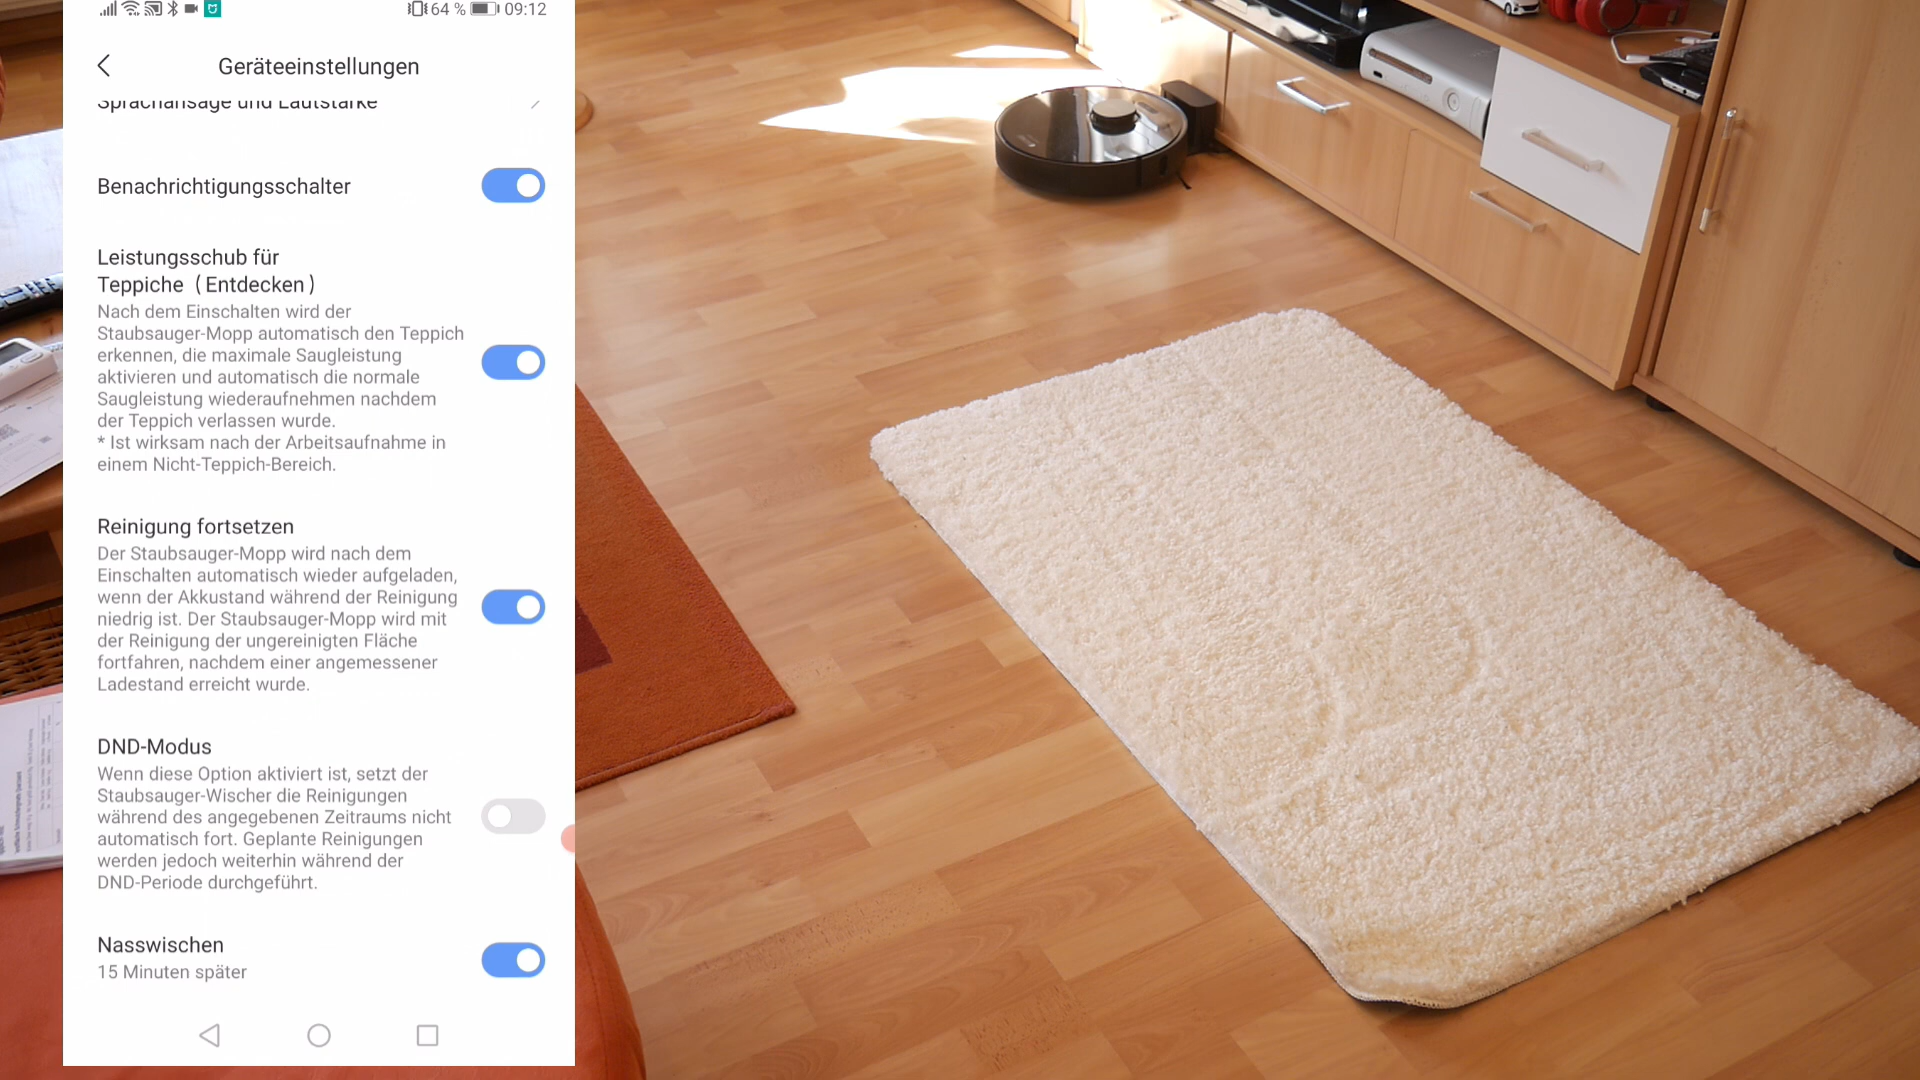 64 %
09:12
Geräteeinstellungen
Sprachansage und Lautstärke
Benachrichtigungsschalter
Leistungsschub für
Teppiche（Entdecken）
Nach dem Einschalten wird der
Staubsauger-Mopp automatisch den Teppich
erkennen, die maximale Saugleistung
aktivieren und automatisch die normale
Saugleistung wiederaufnehmen nachdem
der Teppich verlassen wurde.
* Ist wirksam nach der Arbeitsaufnahme in
einem Nicht-Teppich-Bereich.
Reinigung fortsetzen
Der Staubsauger-Mopp wird nach dem
Einschalten automatisch wieder aufgeladen,
wenn der Akkustand während der Reinigung
niedrig ist. Der Staubsauger-Mopp wird mit
der Reinigung der ungereinigten Fläche
fortfahren, nachdem einer angemessener
Ladestand erreicht wurde.
DND-Modus
Wenn diese Option aktiviert ist, setzt der
Staubsauger-Wischer die Reinigungen
während des angegebenen Zeitraums nicht
automatisch fort. Geplante Reinigungen
werden jedoch weiterhin während der
DND-Periode durchgeführt.
Nasswischen
15 Minuten später